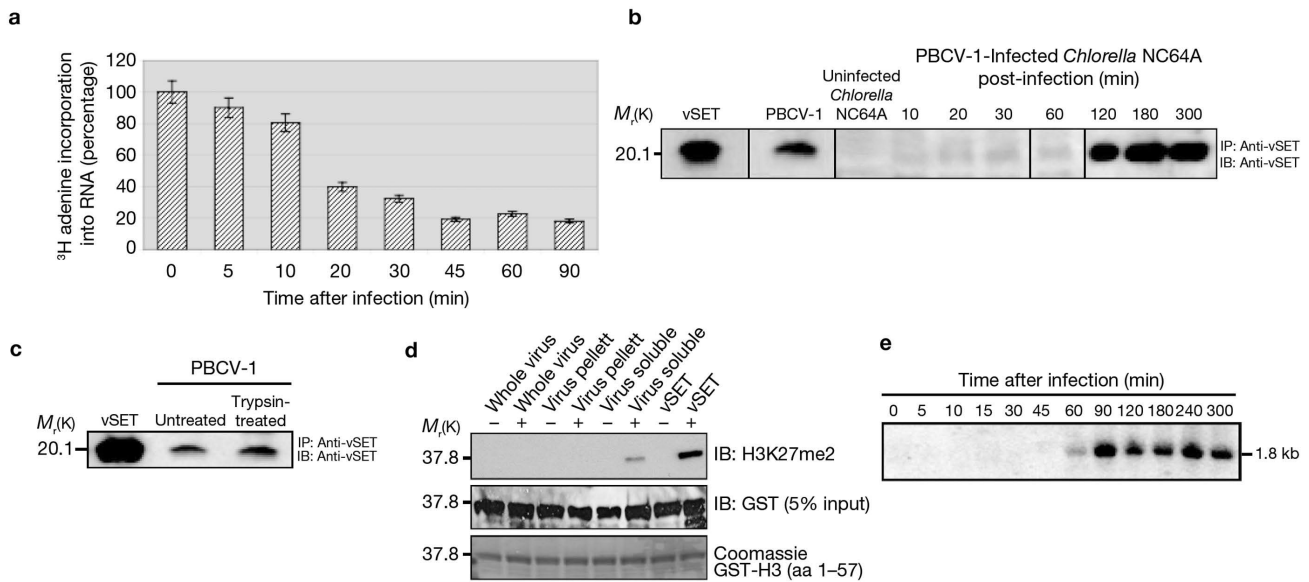 a
³H adenine incorporation
into RNA (percentage)
120
100
80
60
40
20
0
0 5 10 20 30 45 60 90
Time after infection (min)
b
PBCV-1-Infected Chlorella NC64A
post-infection (min)
Uninfected
Chlorella
Mr(K) vSET PBCV-1 NC64A 10 20 30 60 120 180 300
20.1
IP: Anti-vSET
IB: Anti-vSET
c
PBCV-1
Mr(K) vSET Untreated Trypsin-
treated
20.1
IP: Anti-vSET
IB: Anti-vSET
d
Whole virus
Whole virus
Virus pellett
Virus pellett
Virus soluble
Virus soluble
vSET
vSET
Mr(K) – + – + – + – +
37.8 IB: H3K27me2
37.8 IB: GST (5% input)
37.8 Coomassie
GST-H3 (aa 1–57)
e
Time after infection (min)
0 5 10 15 30 45 60 90 120 180 240 300
1.8 kb